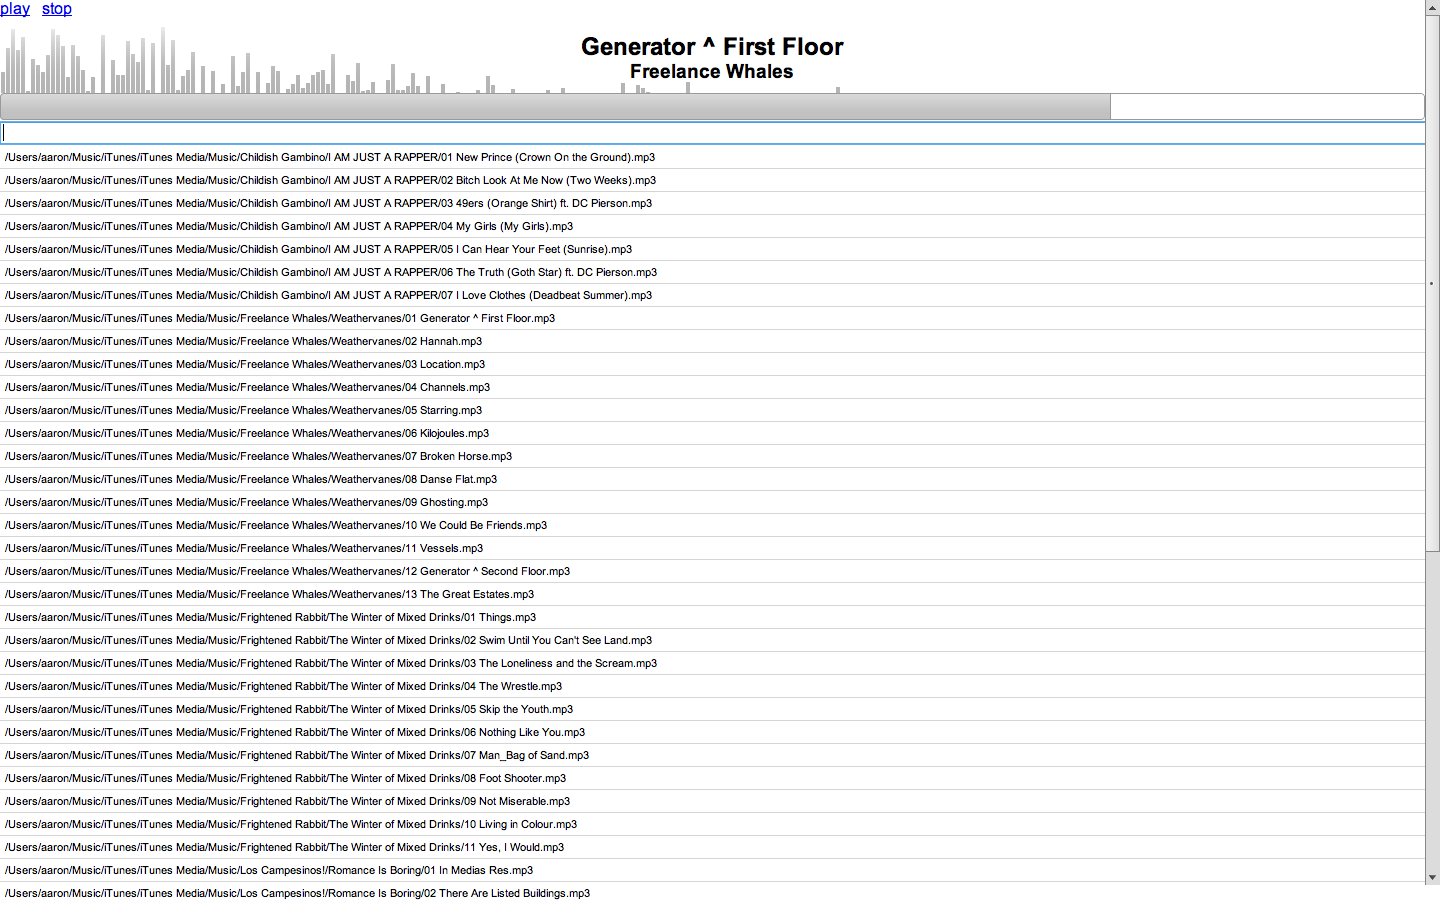 play stop
Generator ^ First Floor
Freelance Whales
/Users/aaron/Music/iTunes/iTunes Media/Music/Childish Gambino/I AM JUST A RAPPER/01 New Prince (Crown On the Ground).mp3
/Users/aaron/Music/iTunes/iTunes Media/Music/Childish Gambino/I AM JUST A RAPPER/02 Bitch Look At Me Now (Two Weeks).mp3
/Users/aaron/Music/iTunes/iTunes Media/Music/Childish Gambino/I AM JUST A RAPPER/03 49ers (Orange Shirt) ft. DC Pierson.mp3
/Users/aaron/Music/iTunes/iTunes Media/Music/Childish Gambino/I AM JUST A RAPPER/04 My Girls (My Girls).mp3
/Users/aaron/Music/iTunes/iTunes Media/Music/Childish Gambino/I AM JUST A RAPPER/05 I Can Hear Your Feet (Sunrise).mp3
/Users/aaron/Music/iTunes/iTunes Media/Music/Childish Gambino/I AM JUST A RAPPER/06 The Truth (Goth Star) ft. DC Pierson.mp3
/Users/aaron/Music/iTunes/iTunes Media/Music/Childish Gambino/I AM JUST A RAPPER/07 I Love Clothes (Deadbeat Summer).mp3
/Users/aaron/Music/iTunes/iTunes Media/Music/Freelance Whales/Weathervanes/01 Generator ^ First Floor.mp3
/Users/aaron/Music/iTunes/iTunes Media/Music/Freelance Whales/Weathervanes/02 Hannah.mp3
/Users/aaron/Music/iTunes/iTunes Media/Music/Freelance Whales/Weathervanes/03 Location.mp3
/Users/aaron/Music/iTunes/iTunes Media/Music/Freelance Whales/Weathervanes/04 Channels.mp3
/Users/aaron/Music/iTunes/iTunes Media/Music/Freelance Whales/Weathervanes/05 Starring.mp3
/Users/aaron/Music/iTunes/iTunes Media/Music/Freelance Whales/Weathervanes/06 Kilojoules.mp3
/Users/aaron/Music/iTunes/iTunes Media/Music/Freelance Whales/Weathervanes/07 Broken Horse.mp3
/Users/aaron/Music/iTunes/iTunes Media/Music/Freelance Whales/Weathervanes/08 Danse Flat.mp3
/Users/aaron/Music/iTunes/iTunes Media/Music/Freelance Whales/Weathervanes/09 Ghosting.mp3
/Users/aaron/Music/iTunes/iTunes Media/Music/Freelance Whales/Weathervanes/10 We Could Be Friends.mp3
/Users/aaron/Music/iTunes/iTunes Media/Music/Freelance Whales/Weathervanes/11 Vessels.mp3
/Users/aaron/Music/iTunes/iTunes Media/Music/Freelance Whales/Weathervanes/12 Generator ^ Second Floor.mp3
/Users/aaron/Music/iTunes/iTunes Media/Music/Freelance Whales/Weathervanes/13 The Great Estates.mp3
/Users/aaron/Music/iTunes/iTunes Media/Music/Frightened Rabbit/The Winter of Mixed Drinks/01 Things.mp3
/Users/aaron/Music/iTunes/iTunes Media/Music/Frightened Rabbit/The Winter of Mixed Drinks/02 Swim Until You Can't See Land.mp3
/Users/aaron/Music/iTunes/iTunes Media/Music/Frightened Rabbit/The Winter of Mixed Drinks/03 The Loneliness and the Scream.mp3
/Users/aaron/Music/iTunes/iTunes Media/Music/Frightened Rabbit/The Winter of Mixed Drinks/04 The Wrestle.mp3
/Users/aaron/Music/iTunes/iTunes Media/Music/Frightened Rabbit/The Winter of Mixed Drinks/05 Skip the Youth.mp3
/Users/aaron/Music/iTunes/iTunes Media/Music/Frightened Rabbit/The Winter of Mixed Drinks/06 Nothing Like You.mp3
/Users/aaron/Music/iTunes/iTunes Media/Music/Frightened Rabbit/The Winter of Mixed Drinks/07 Man_Bag of Sand.mp3
/Users/aaron/Music/iTunes/iTunes Media/Music/Frightened Rabbit/The Winter of Mixed Drinks/08 Foot Shooter.mp3
/Users/aaron/Music/iTunes/iTunes Media/Music/Frightened Rabbit/The Winter of Mixed Drinks/09 Not Miserable.mp3
/Users/aaron/Music/iTunes/iTunes Media/Music/Frightened Rabbit/The Winter of Mixed Drinks/10 Living in Colour.mp3
/Users/aaron/Music/iTunes/iTunes Media/Music/Frightened Rabbit/The Winter of Mixed Drinks/11 Yes, I Would.mp3
/Users/aaron/Music/iTunes/iTunes Media/Music/Los Campesinos!/Romance Is Boring/01 In Medias Res.mp3
/Users/aaron/Music/iTunes/iTunes Media/Music/Los Campesinos!/Romance Is Boring/02 There Are Listed Buildings.mp3